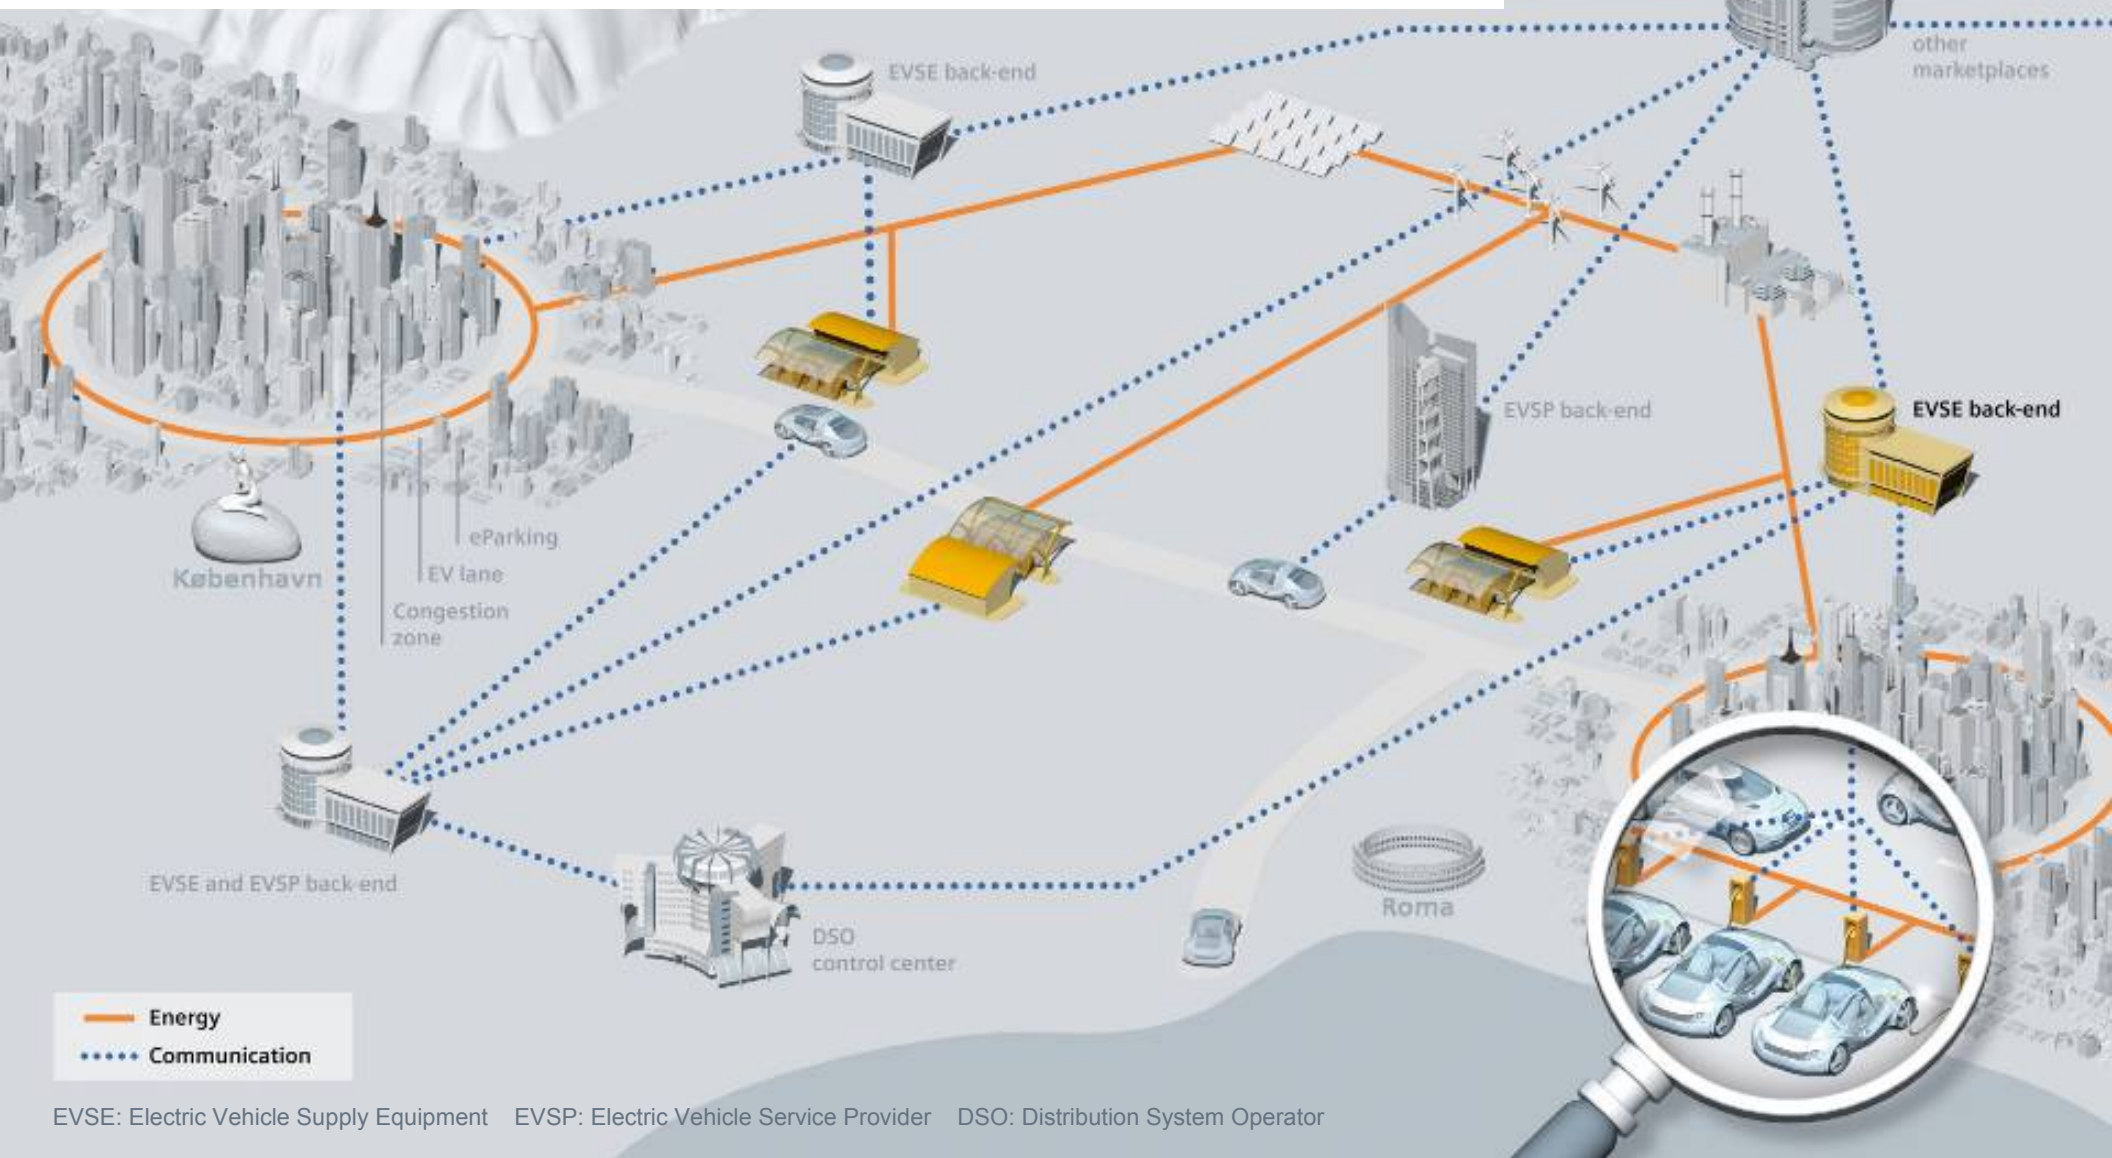 other
marketplaces
EVSE back-end
EVSP back-end
EVSE back-end
eParking
EV lane
Congestion
zone
København
EVSE and EVSP back-end
DSO
control center
Roma
Energy
Communication
EVSE: Electric Vehicle Supply Equipment EVSP: Electric Vehicle Service Provider DSO: Distribution System Operator